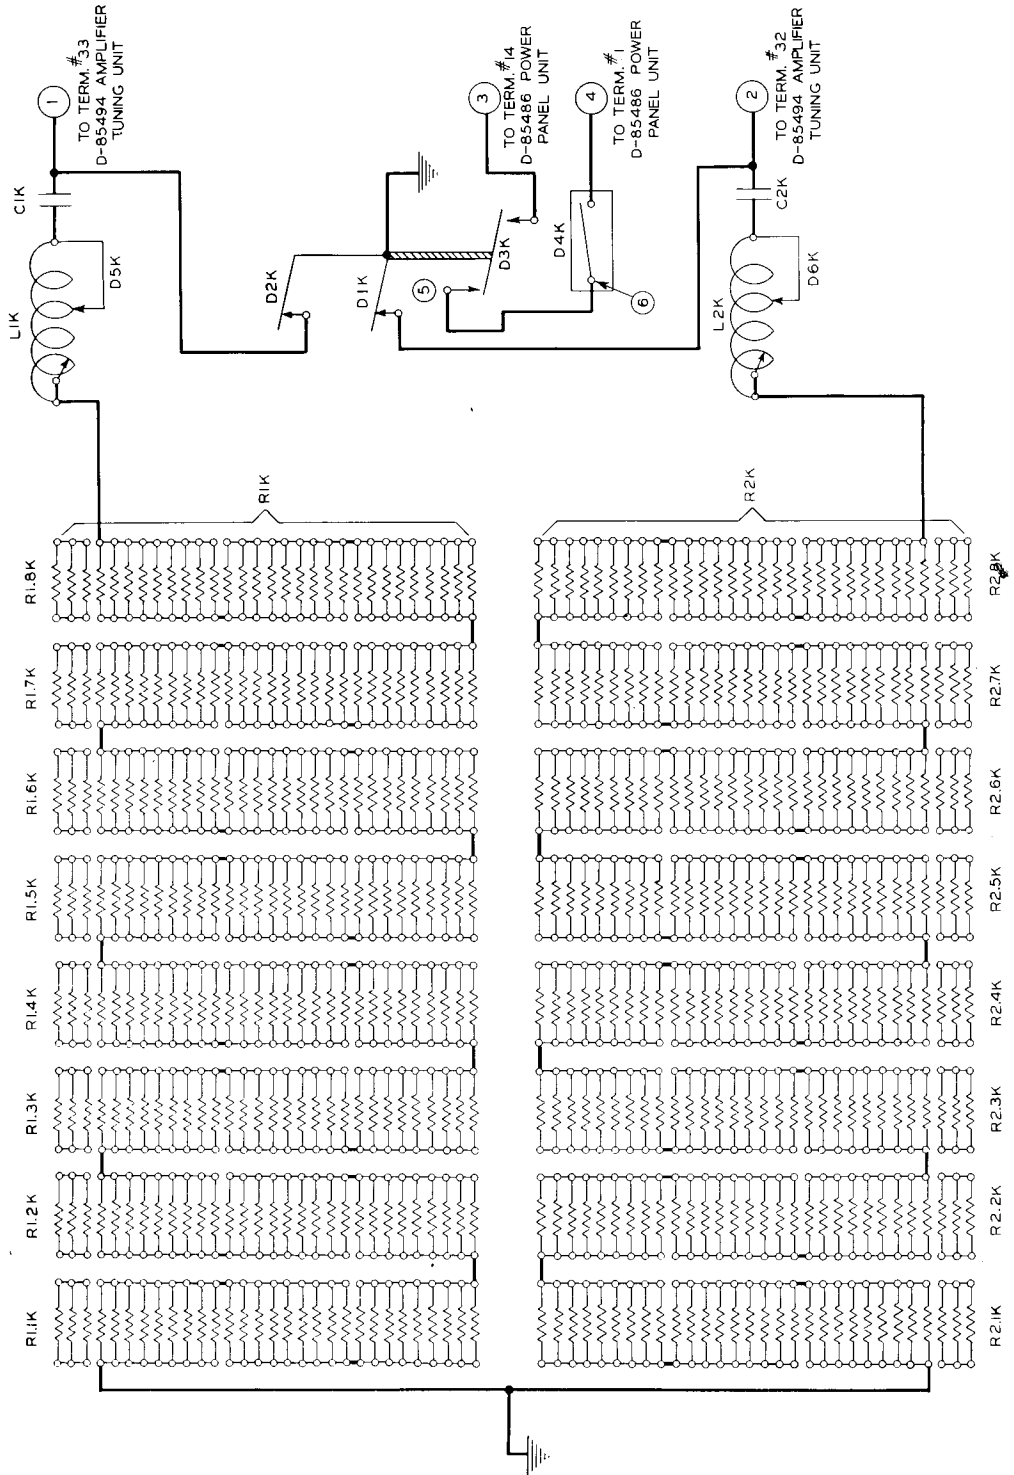 1
TO TERM. #33
D-85494 AMPLIFIER
TUNING UNIT
C1K
L1K
D5K
3
TO TERM. #14
D-85486 POWER
PANEL UNIT
4
TO TERM. #1
D-85486 POWER
PANEL UNIT
D2K
D1K
D3K
5
D4K
6
2
TO TERM. #32
D-85494 AMPLIFIER
TUNING UNIT
C2K
L2K
D6K
R1K
R2K
R1.8K
R1.7K
R1.6K
R1.5K
R1.4K
R1.3K
R1.2K
R1.1K
R2.8K
R2.7K
R2.6K
R2.5K
R2.4K
R2.3K
R2.2K
R2.1K